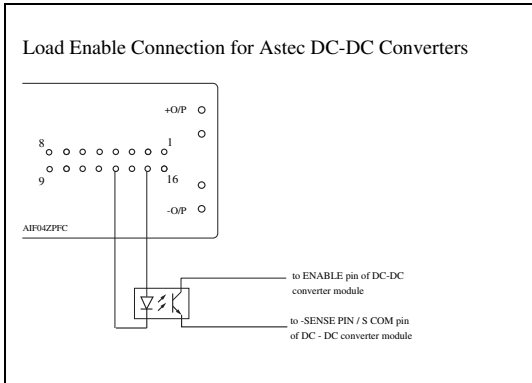 Load Enable Connection for Astec DC-DC Converters
+O/P
8
1
9
16
-O/P
AIF04ZPFC
to ENABLE pin of DC-DC
converter module
to -SENSE PIN / S COM pin
of DC - DC converter module